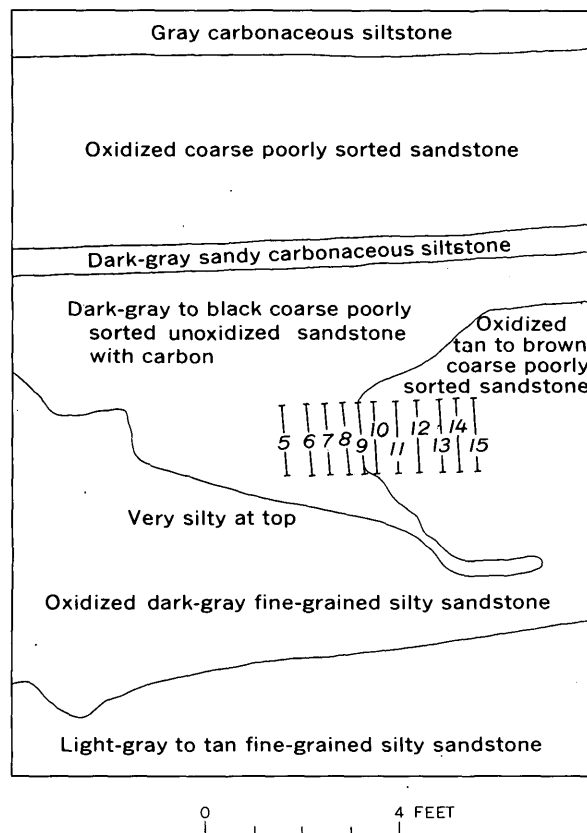 Gray carbonaceous siltstone
Oxidized coarse poorly sorted sandstone
Dark-gray sandy carbonaceous siltstone
Dark-gray to black coarse poorly
sorted unoxidized sandstone
with carbon
Oxidized
tan to brown
coarse poorly
sorted sandstone
5 6 7 8 9 10 11 12 13 14 15
Very silty at top
Oxidized dark-gray fine-grained silty sandstone
Light-gray to tan fine-grained silty sandstone
0 4 FEET